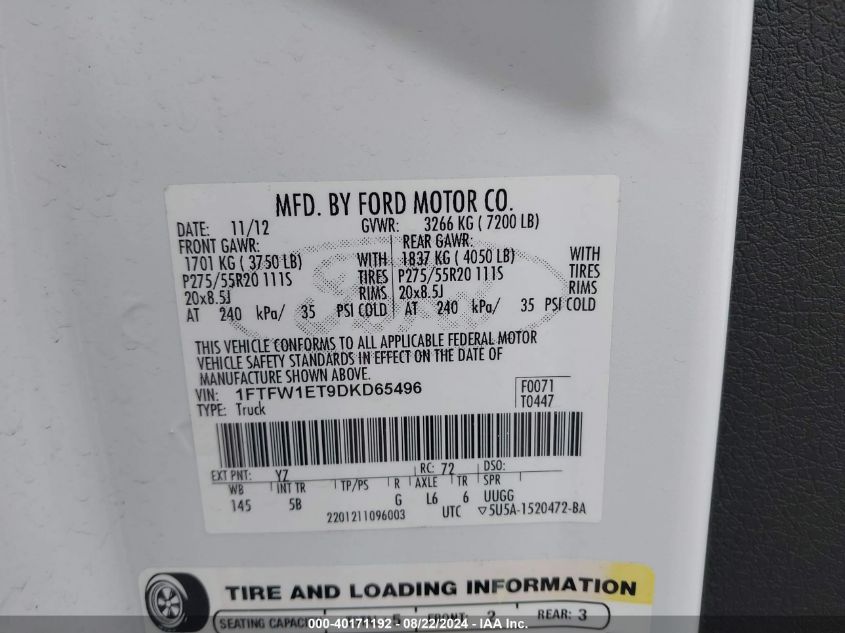 MFD. BY FORD MOTOR CO.
DATE: 11/12 GVWR: 3266 KG ( 7200 LB)
FRONT GAWR: REAR GAWR:
1701 KG ( 3750 LB) WITH 1837 KG ( 4050 LB) WITH
P275/55R20 111S TIRES P275/55R20 111S TIRES
20x8.5J RIMS 20x8.5J RIMS
AT 240 kPa/ 35 PSI COLD AT 240 kPa/ 35 PSI COLD
THIS VEHICLE CONFORMS TO ALL APPLICABLE FEDERAL MOTOR
VEHICLE SAFETY STANDARDS IN EFFECT ON THE DATE OF
MANUFACTURE SHOWN ABOVE.
VIN: 1FTFW1ET9DKD65496 F0071
TYPE: Truck T0447
EXT PNT: YZ RC: 72 DSO:
WB INT TR TP/PS R AXLE TR SPR
145 5B G L6 6 UUGG
2201211096003 UTC ▽5U5A-1520472-BA
TIRE AND LOADING INFORMATION
SEATING CAPACI 5 FRONT: 2 REAR: 3
000-40171192 - 08/22/2024 - IAA Inc.